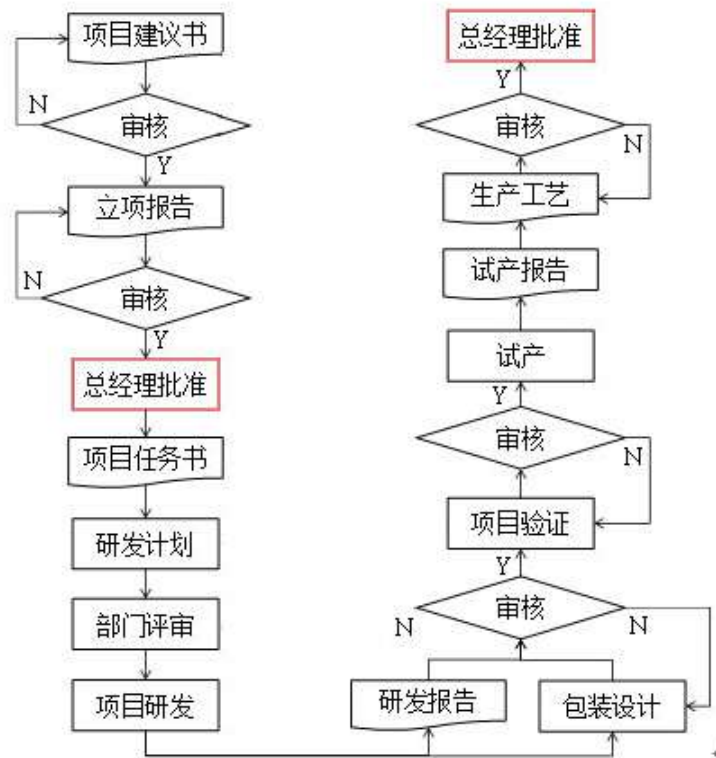 项目建议书
N
审核
Y
立项报告
N
审核
Y
总经理批准
项目任务书
研发计划
部门评审
项目研发
总经理批准
Y
审核
N
生产工艺
试产报告
试产
Y
审核
N
项目验证
Y
审核
N
N
研发报告
包装设计